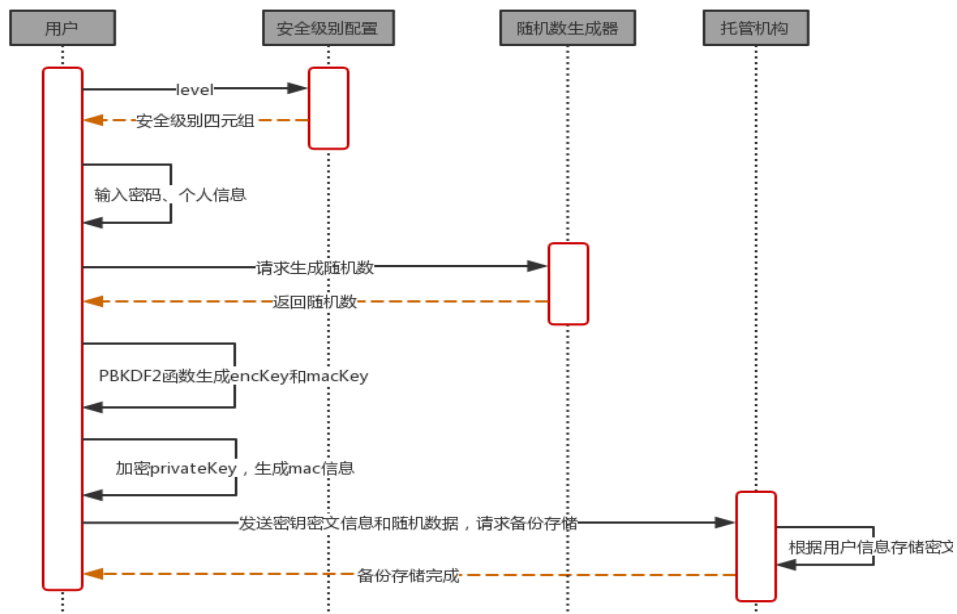 用户
安全级别配置
随机数生成器
托管机构
level
安全级别四元组
输入密码、个人信息
请求生成随机数
返回随机数
PBKDF2函数生成encKey和macKey
加密privateKey，生成mac信息
发送密钥密文信息和随机数据，请求备份存储
根据用户信息存储密文
备份存储完成